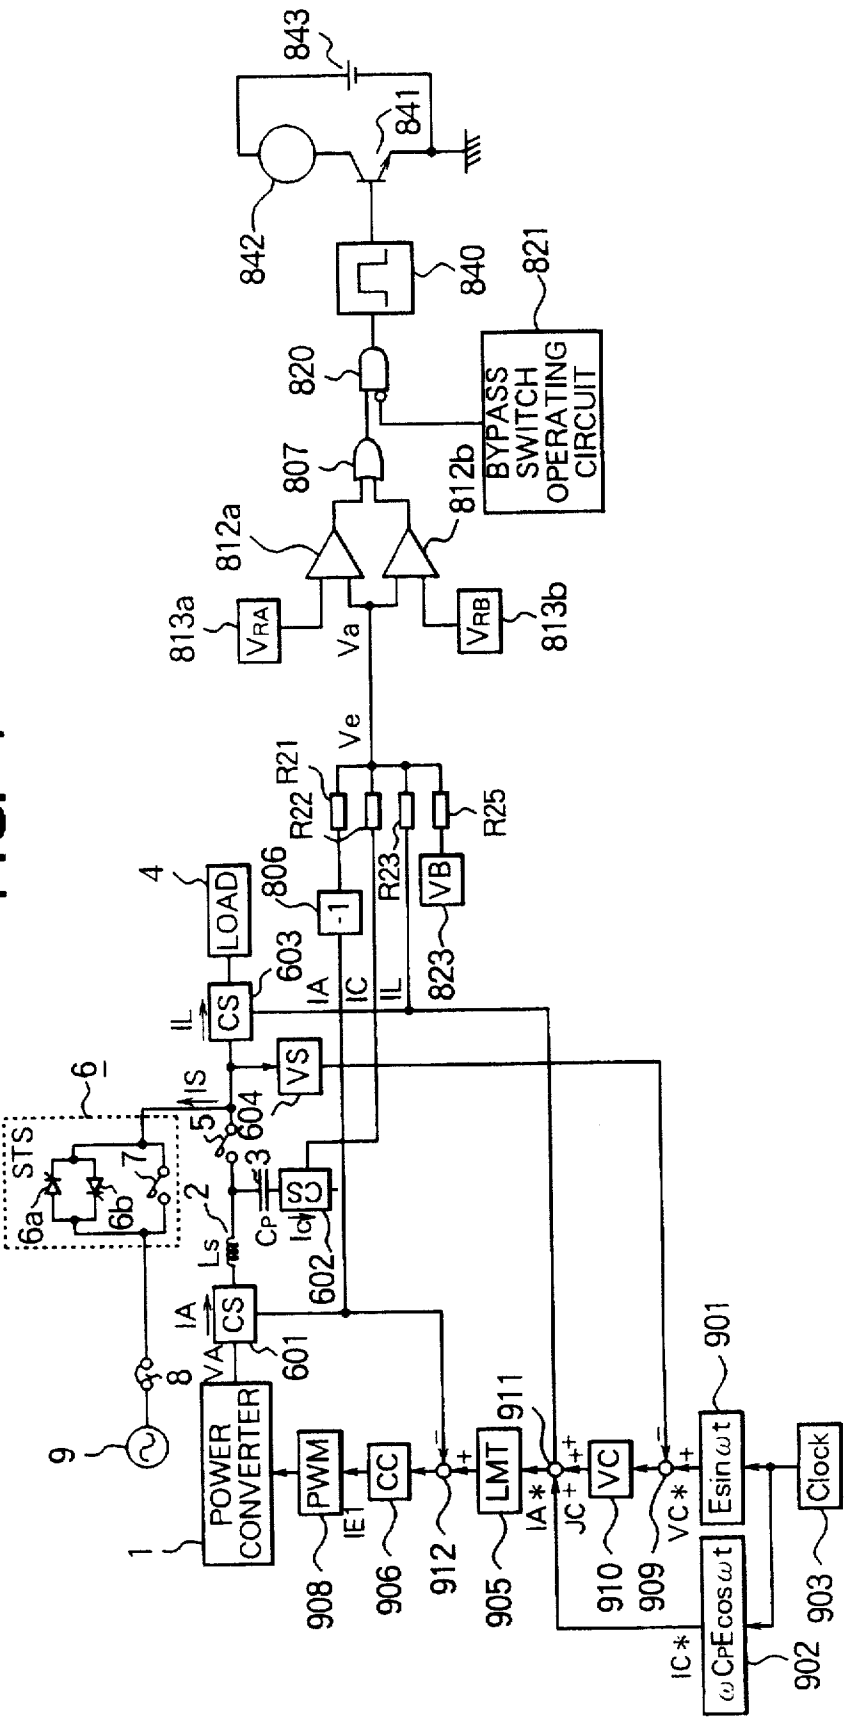 STS
6
6a
6b
7
9
8
IS
5
1
POWER
CONVERTER
VA
IA
CS
601
Ls
2
CP
3
Ic
CS
602
604
VS
IL
CS
603
LOAD
4
908
PWM
IE1
906
CC
912
-
+
905
LMT
IA*
911
JC
+
+
+
910
VC
909
-
+
VC*
Esinωt
901
IC*
ωCPEcosωt
902
Clock
903
IA
IC
IL
-1
806
R21
R22
R23
R25
VB
823
Ve
Va
813a
VRA
VRB
813b
812a
812b
807
820
BYPASS
SWITCH
OPERATING
CIRCUIT
821
840
842
841
843